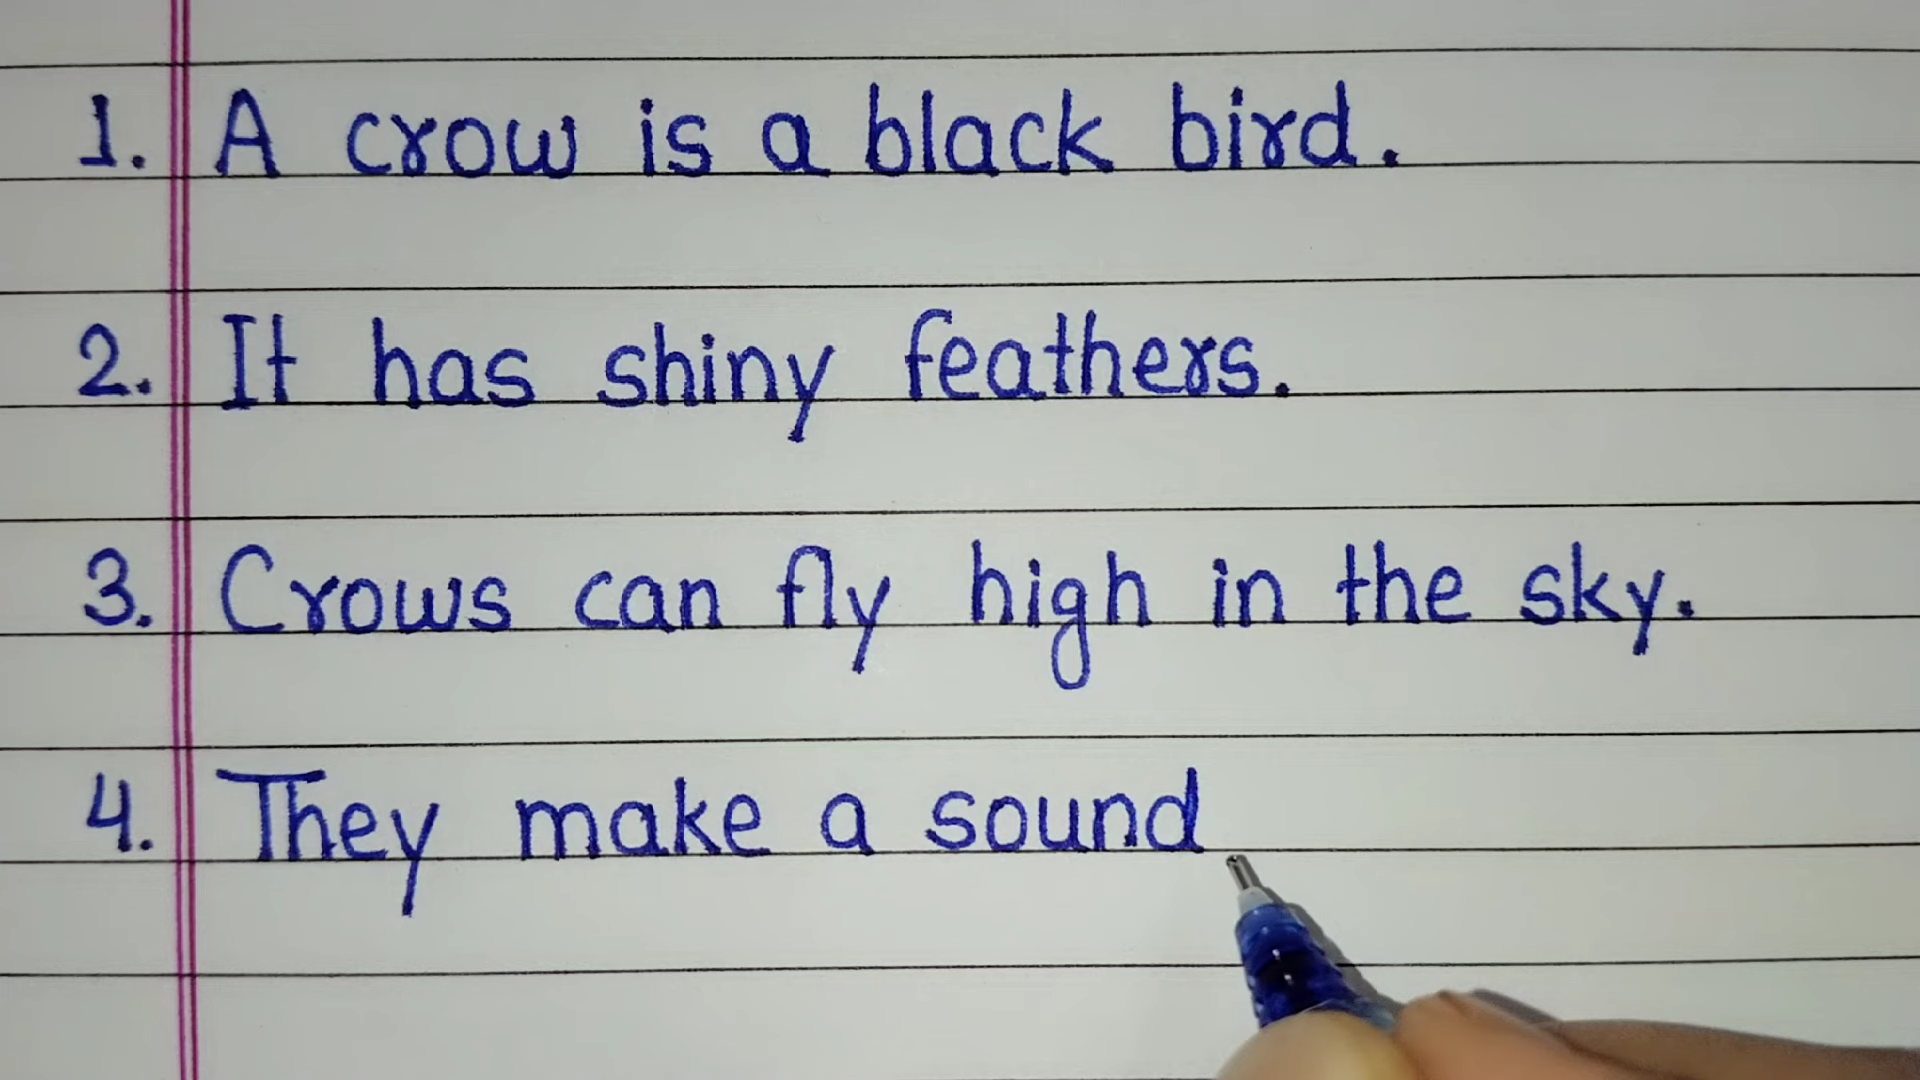 1. A crow is a black bird.
2. It has shiny feathers.
3. Crows can fly high in the sky.
4. They make a sound